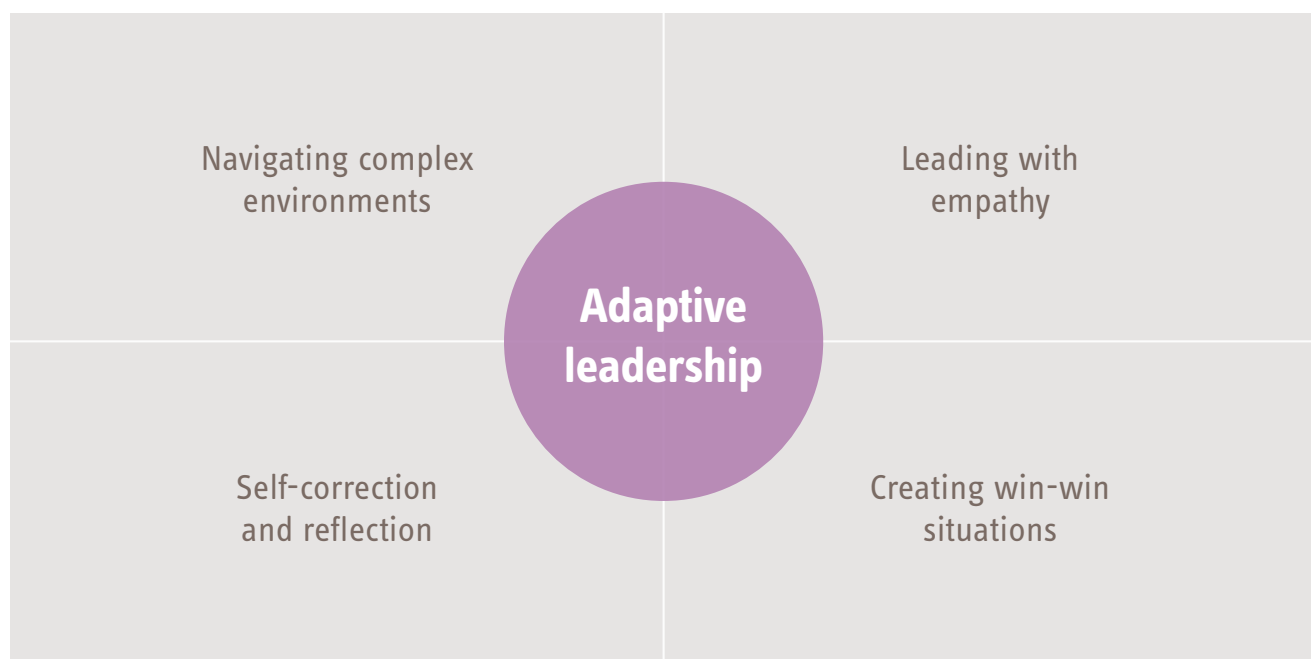 Navigating complex
environments
Leading with
empathy
Adaptive
leadership
Self-correction
and reflection
Creating win-win
situations